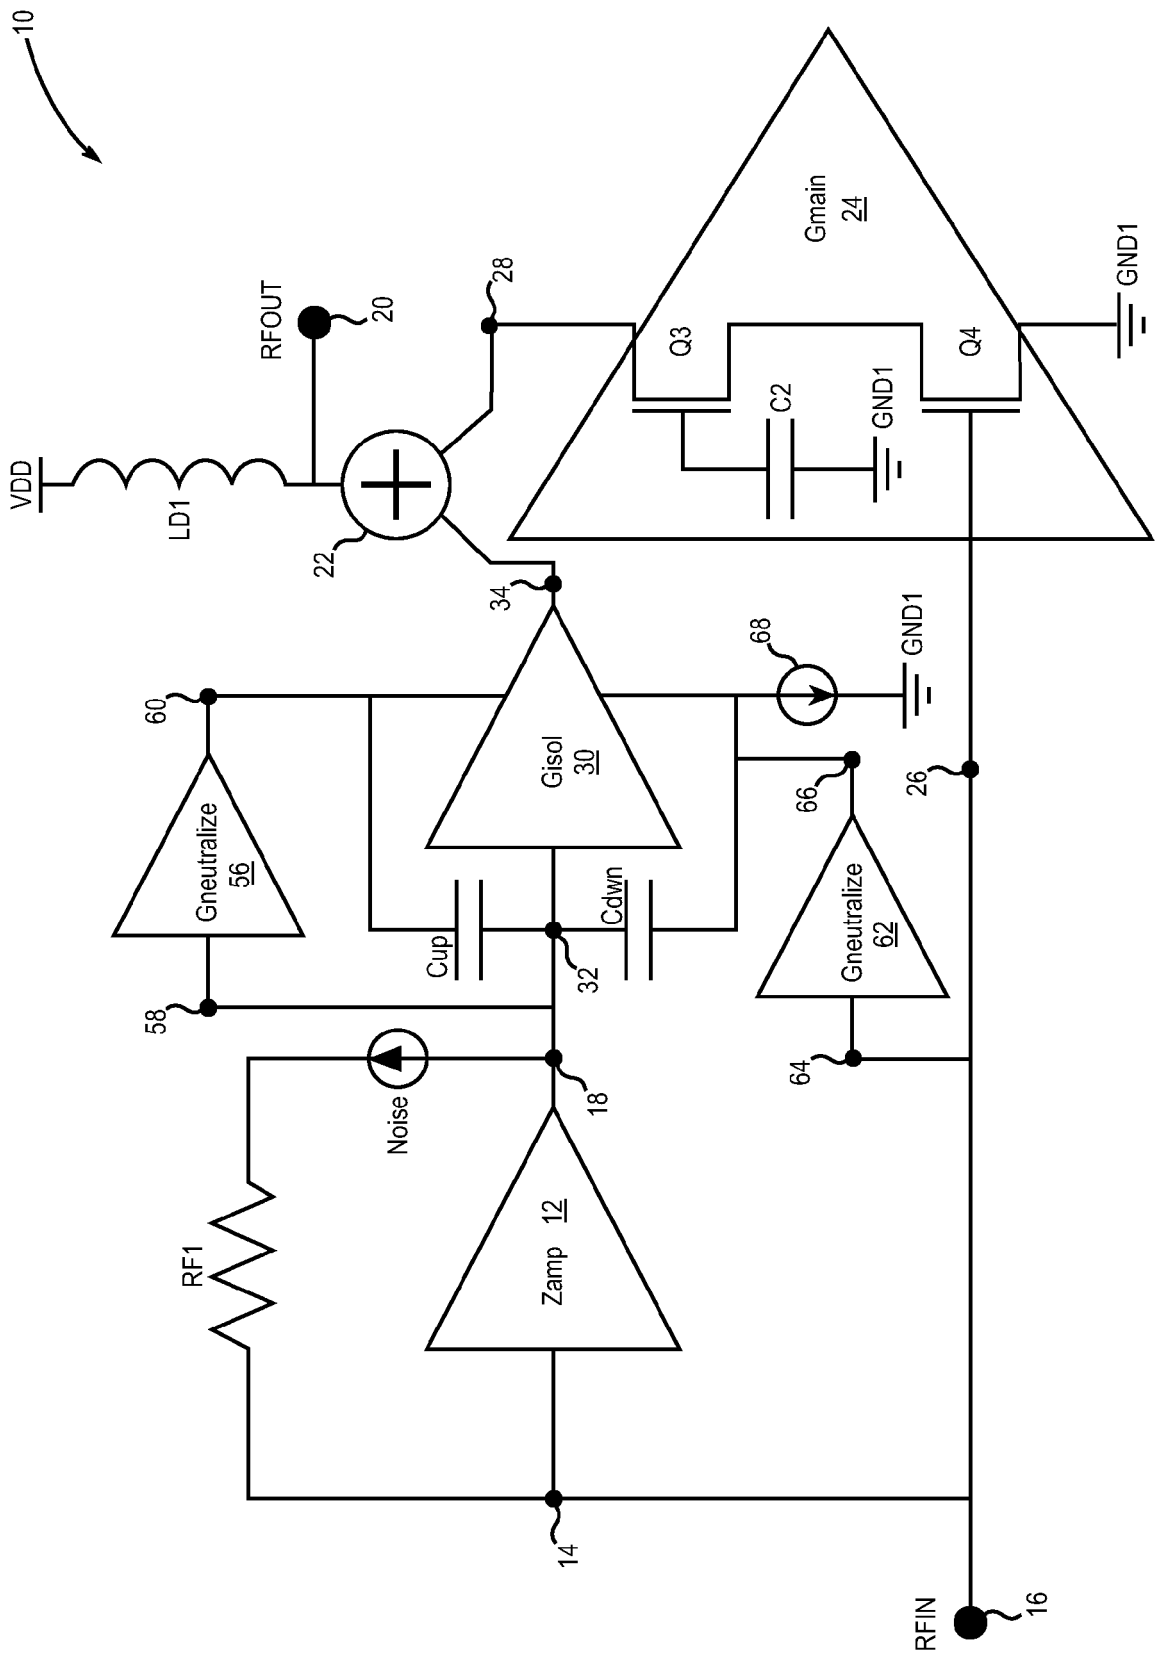 10
VDD
LD1
RFOUT
20
22
28
34
Gmain
24
Q3
C2
GND1
Q4
GND1
60
Gneutralize
56
58
Gisol
30
68
GND1
Cup
Cdwn
32
66
Gneutralize
62
64
26
Noise
18
RF1
Zamp 12
14
RFIN
16